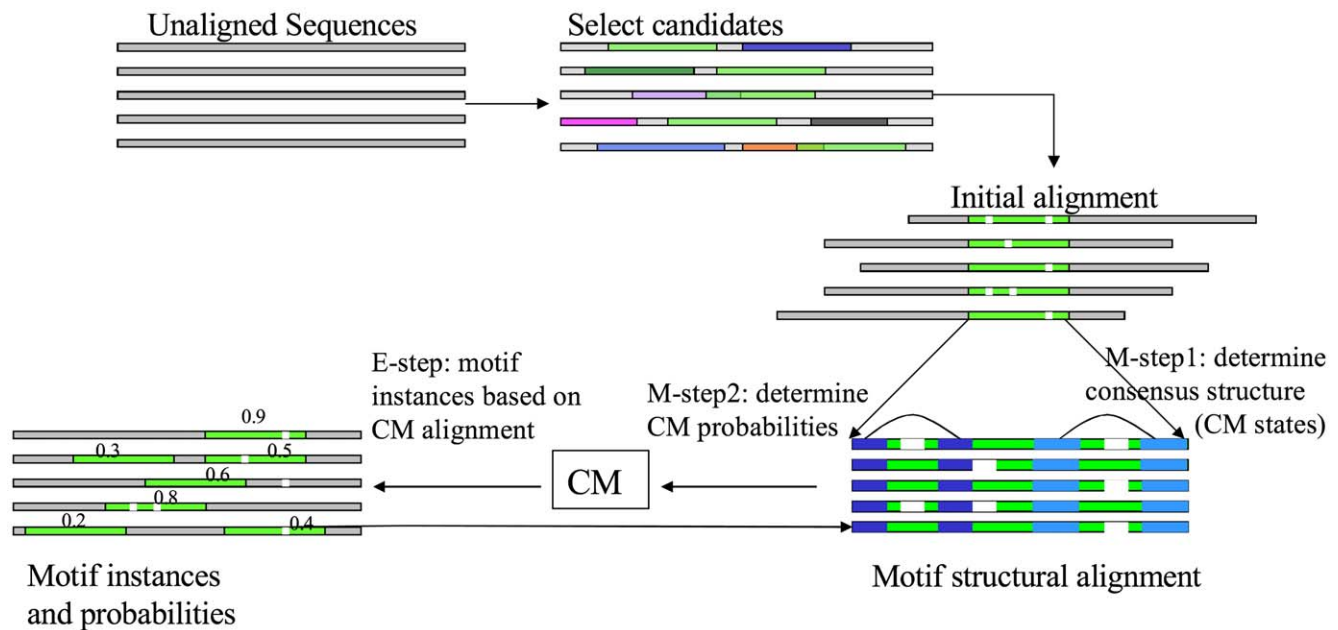 Unaligned Sequences
Select candidates
Initial alignment
E-step: motif
instances based on
CM alignment
M-step2: determine
CM probabilities
M-step1: determine
consensus structure
(CM states)
0.9
0.3
0.5
0.6
0.8
0.2
0.4
CM
Motif instances
and probabilities
Motif structural alignment